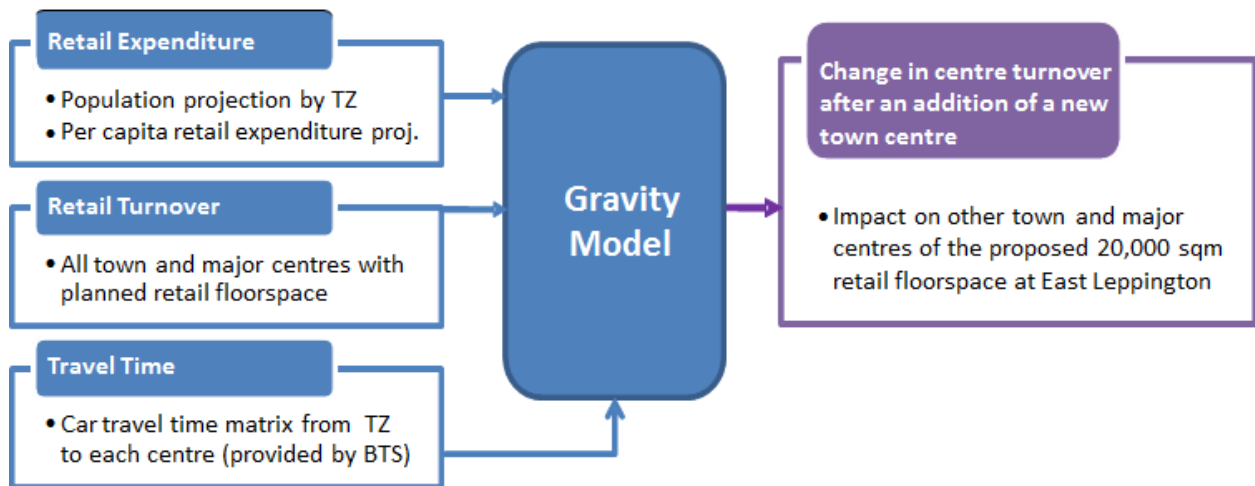 Retail Expenditure
• Population projection by TZ
• Per capita retail expenditure proj.
Retail Turnover
• All town and major centres with
planned retail floorspace
Travel Time
• Car travel time matrix from TZ
to each centre (provided by BTS)
Gravity
Model
Change in centre turnover
after an addition of a new
town centre
• Impact on other town and major
centres of the proposed 20,000 sqm
retail floorspace at East Leppington